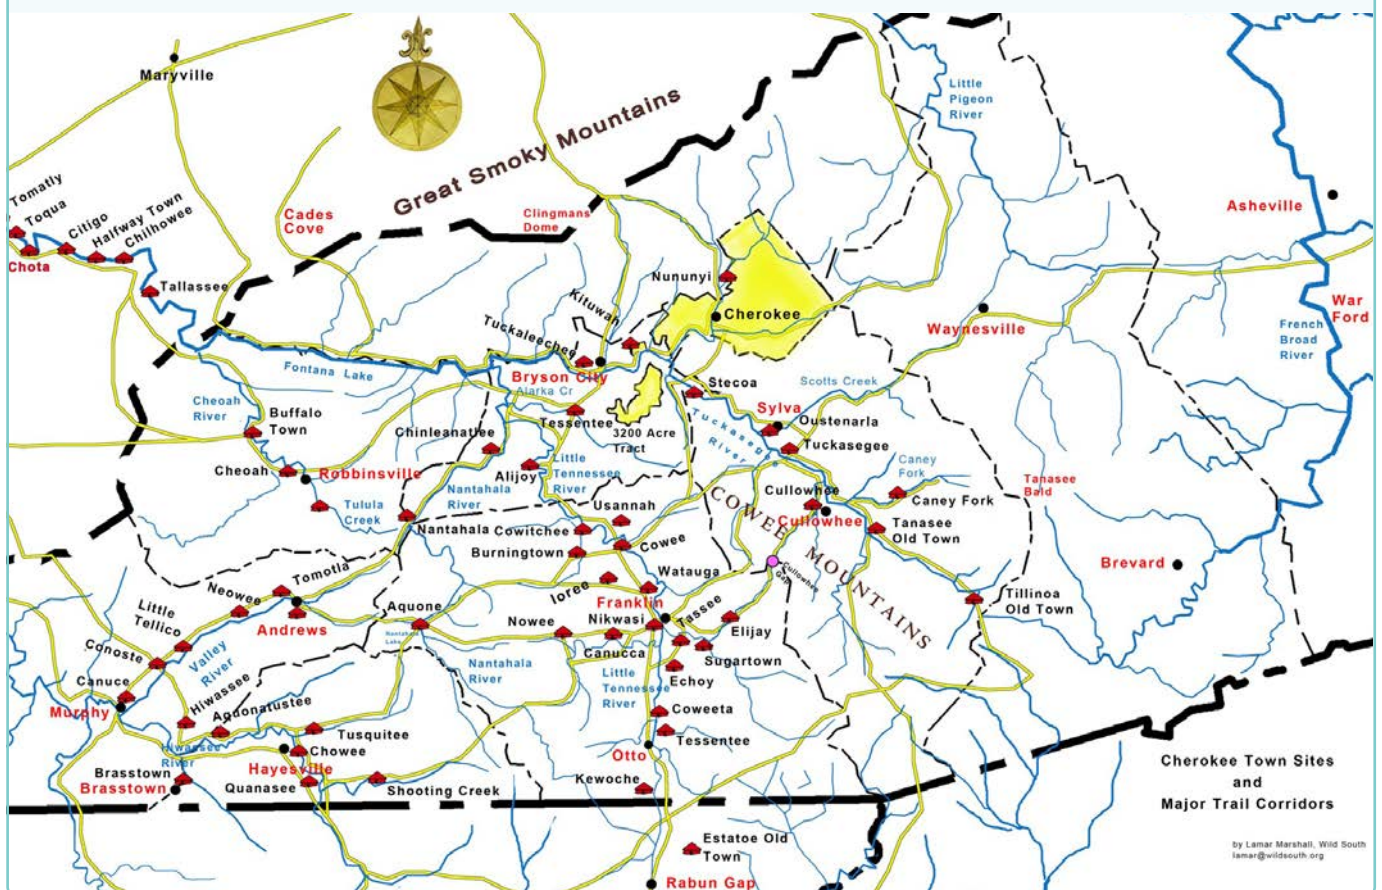 Maryville
Great Smoky Mountains
Little
Pigeon
River
Tomatly
Toqua
Citigo
Halfway Town
Chilhowee
Chota
Cades
Cove
Clingmans
Dome
Asheville
Tallassee
Nununyi
Kituwah
Cherokee
War
Ford
French
Broad
River
Waynesville
Tuckaleechee
Fontana Lake
Bryson City
Alarka Cr
Stecoa
Scotts Creek
Cheoah
River
Buffalo
Town
Tessentee
3200 Acre
Tract
Tuckasegee
River
Sylva
Oustenarla
Tuckasegee
Chinleanatlee
Cheoah
Robbinsville
Alijoy
Little
Tennessee
River
Caney
Fork
Tanasee
Bald
Nantahala
River
Tulula
Creek
Usannah
Cullowhee
Caney Fork
COWEE MOUNTAINS
Cullowhee
Nantahala
Cowitchee
Tanasee
Old Town
Burningtown
Cowee
Cullowhee
Gap
Brevard
Tomotla
Neowee
Watauga
Ioree
Tillinoa
Old Town
Little
Tellico
Andrews
Aquone
Franklin
Tassee
Nowee
Nikwasi
Elijay
Nantahala
Lake
Conoste
Valley
River
Canucca
Sugartown
Nantahala
River
Little
Tennessee
River
Echoy
Canuce
Hiwassee
Murphy
Aquonatustee
Coweeta
Tusquitee
Tessentee
Hiwassee
River
Chowee
Otto
Brasstown
Hayesville
Brasstown
Quanasee
Shooting Creek
Kewoche
Cherokee Town Sites
and
Major Trail Corridors
Estatoe Old
Town
by Lamar Marshall, Wild South
lamar@wildsouth.org
Rabun Gap